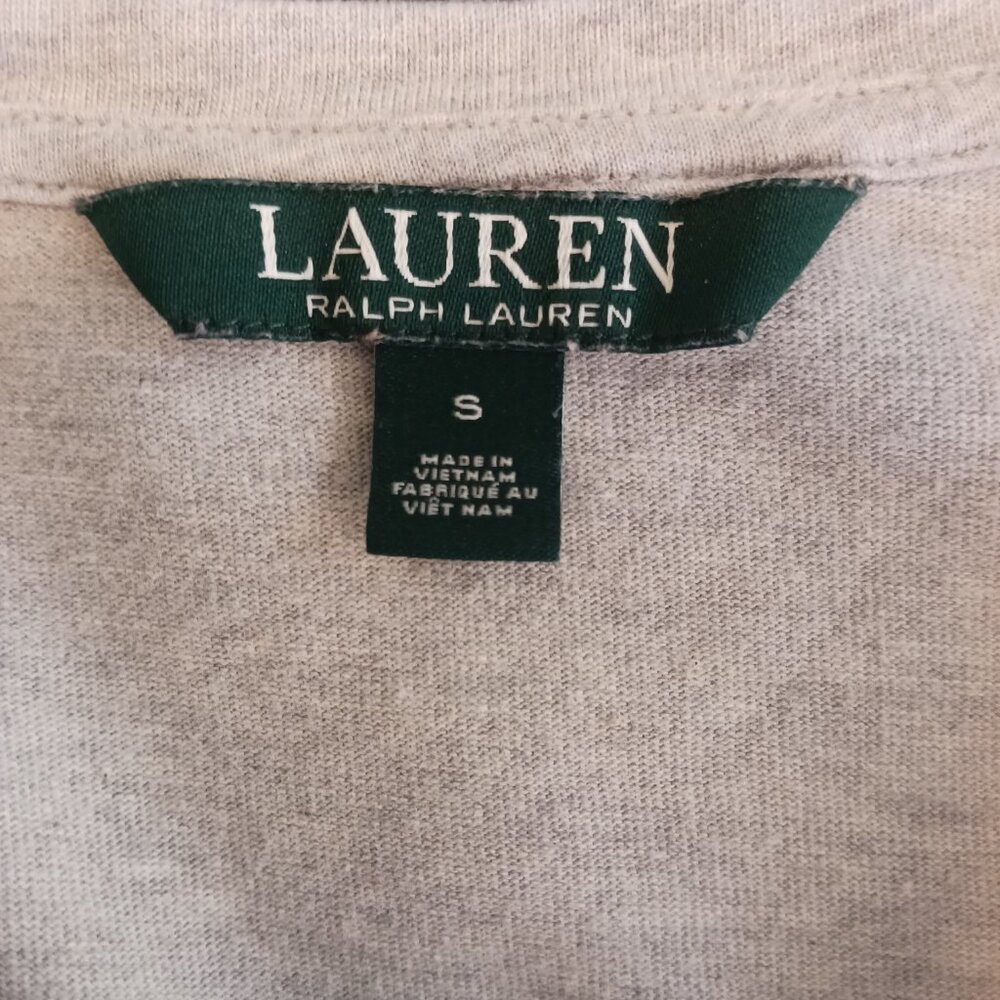 LAUREN
RALPH LAUREN
S
MADE IN
VIETNAM
FABRIQUÉ AU
VIÊT NAM